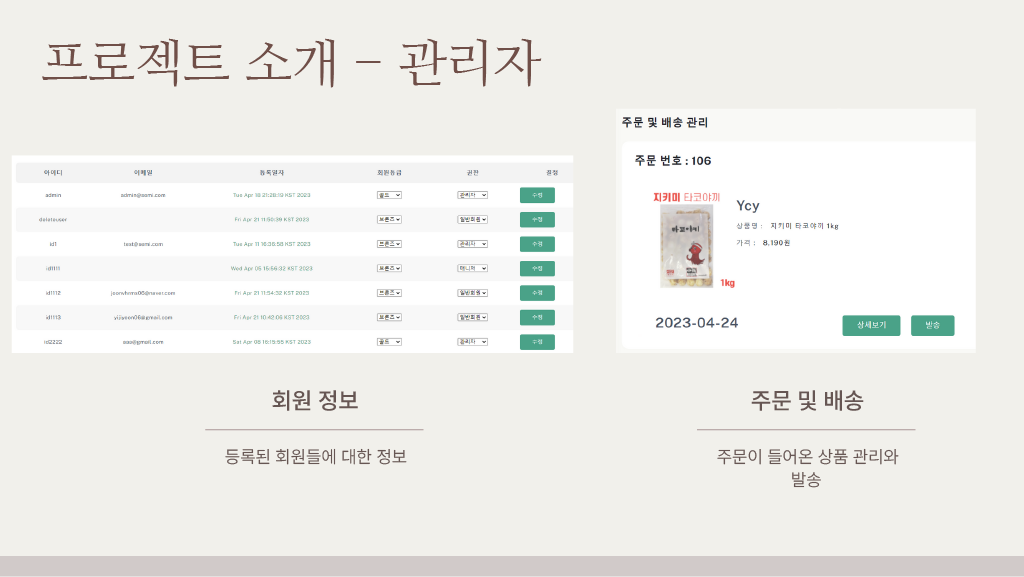 프로젝트 소개 - 관리자
아이디 이메일 등록일자 회원등급 권한 설정
admin admin@semi.com Tue Apr 18 21:28:19 KST 2023 골드 관리자 수정
Fri Apr 21 11:50:39 KST 2023 브론즈 일반회원 수정
id1 test@semi.com Tue Apr 11 16:35:58 KST 2023 브론즈 관리자 수정
id1111 Wed Apr 05 15:56:32 KST 2023 브론즈 매니저 수정
id1112 Fri Apr 21 11:54:52 KST 2023 브론즈 일반회원 수정
id1113 yijiyeon06@gmail.com Fri Apr 21 10:42:06 KST 2023 브론즈 일반회원 수정
id2222 Sat Apr 08 16:15:55 KST 2023 골드 관리자 수정
회원 정보
등록된 회원들에 대한 정보
주문 및 배송 관리
주문 번호 : 106
지키미 타코야끼
타코야끼
1kg
Ycy
상품명 : 지키미 타코야끼 1kg
가격 : 8,190원
2023-04-24
상세보기 발송
주문 및 배송
주문이 들어온 상품 관리와
발송